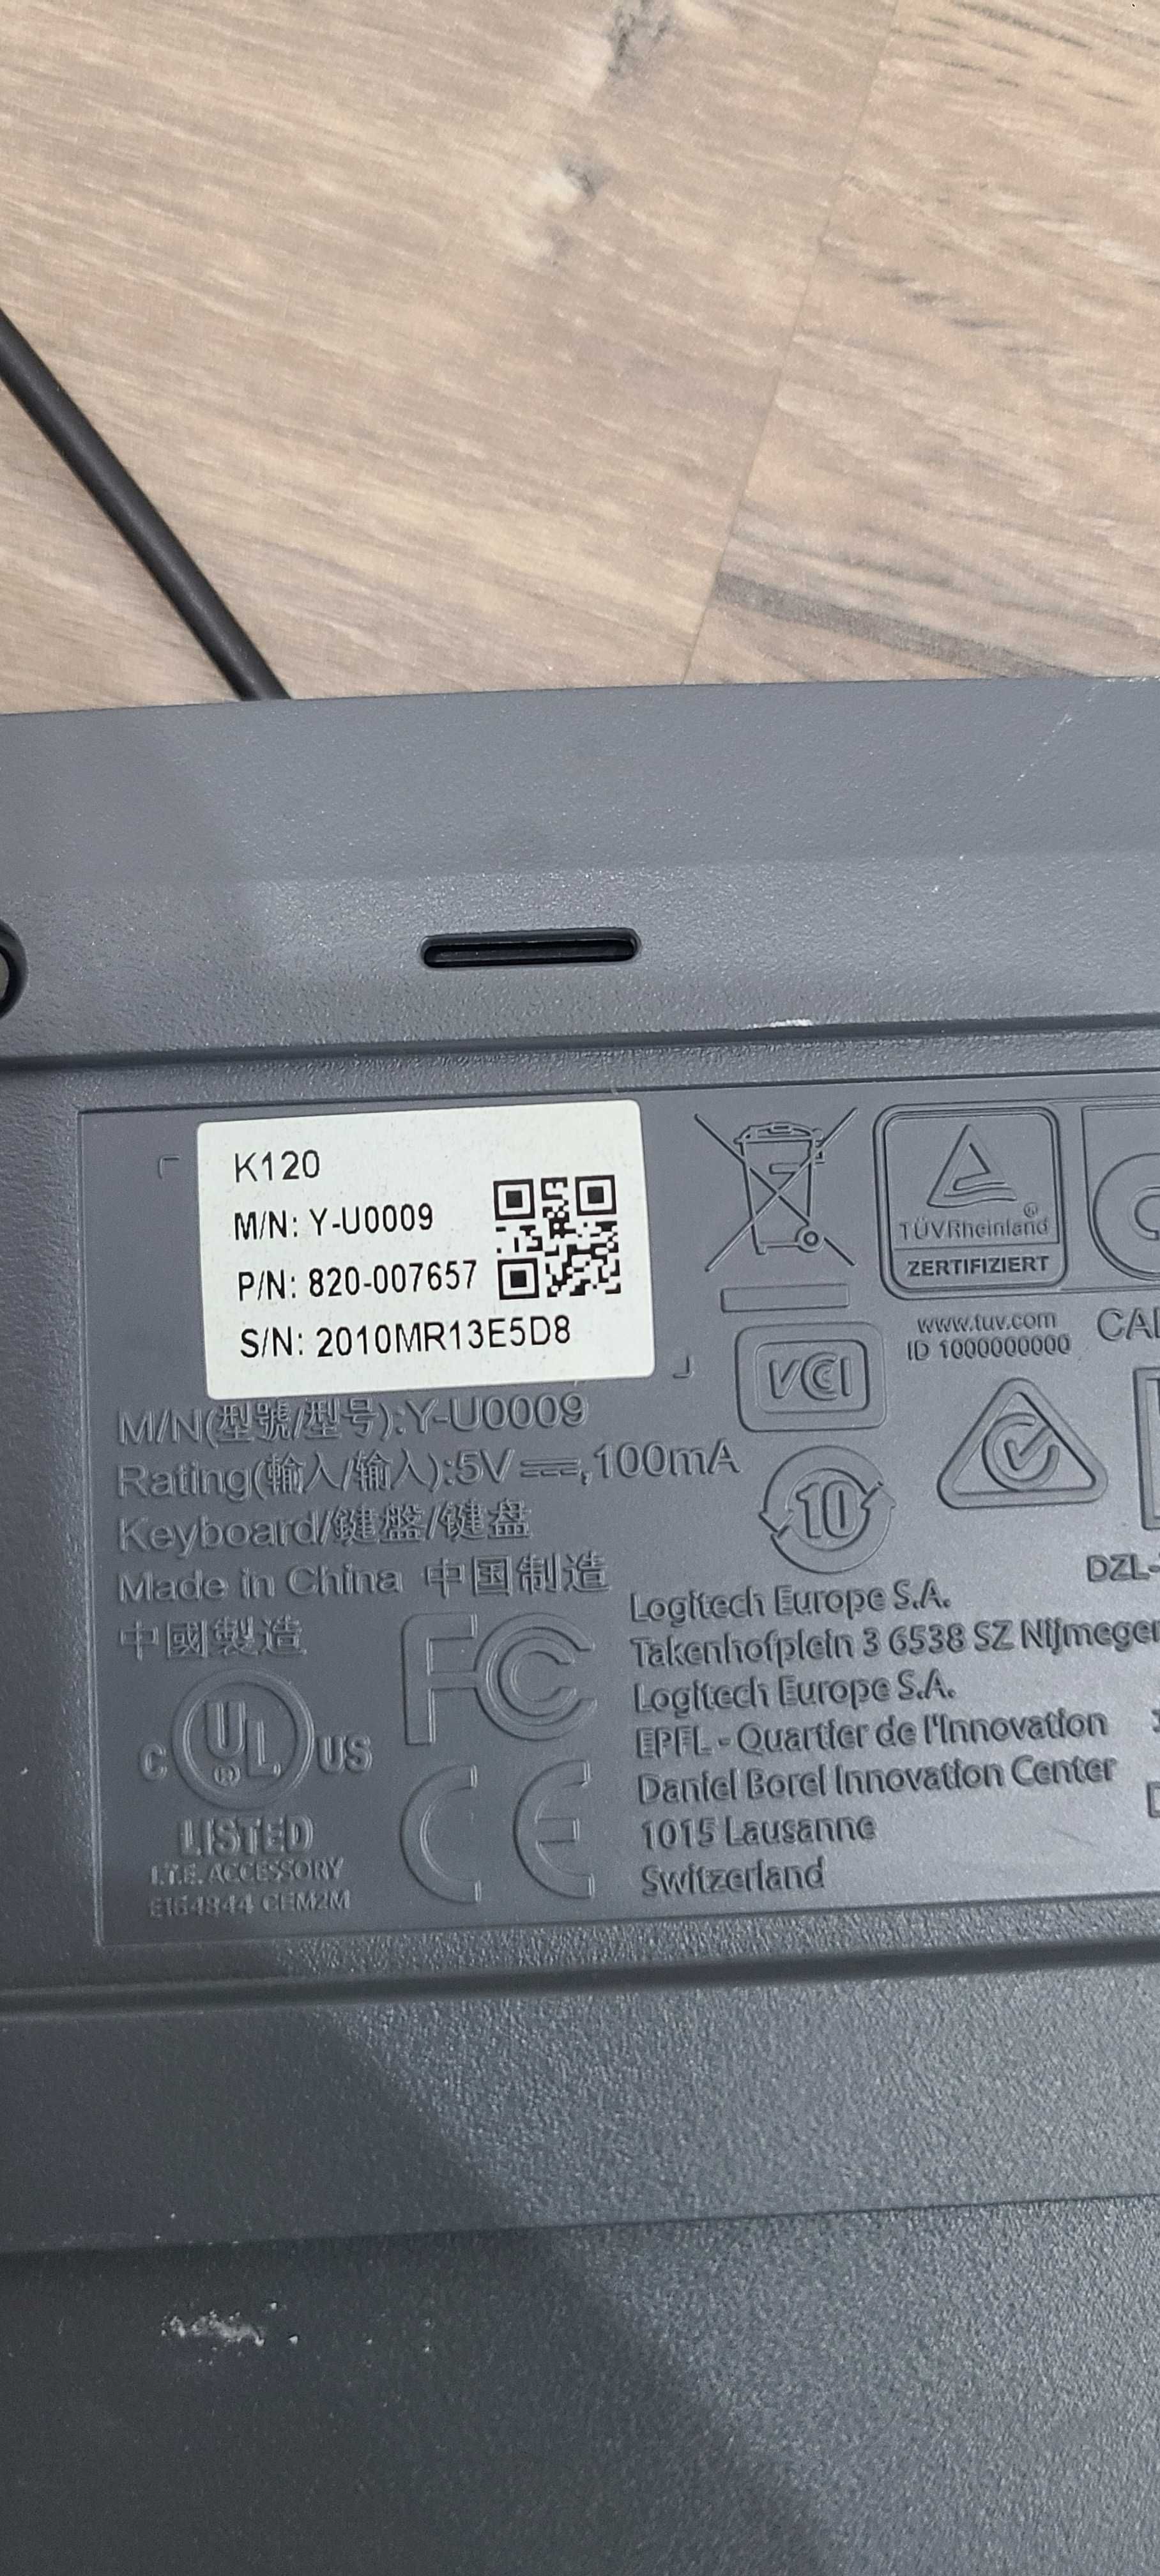 K120
M/N: Y-U0009
P/N: 820-007657
S/N: 2010MR13E5D8
M/N(型號/型号):Y-U0009
Rating(輸入/输入):5V ⎓,100mA
Keyboard/鍵盤/键盘
Made in China 中国制造
中國製造
C UL® US
LISTED
I.T.E. ACCESSORY
E164844 CEM2M
FC
CE
TÜVRheinland®
ZERTIFIZIERT
www.tuv.com
ID 1000000000
VCI
10
Logitech Europe S.A.
Takenhofplein 3 6538 SZ Nijmegen
Logitech Europe S.A.
EPFL - Quartier de l'Innovation
Daniel Borel Innovation Center
1015 Lausanne
Switzerland
DZL-